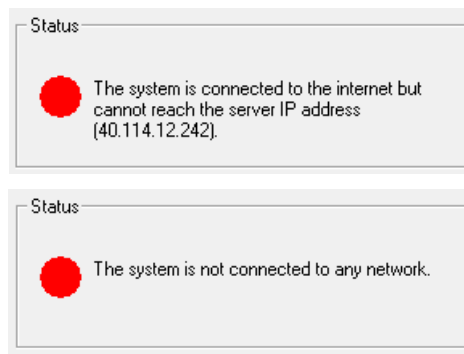 Status
The system is connected to the internet but
cannot reach the server IP address
(40.114.12.242).
Status
The system is not connected to any network.